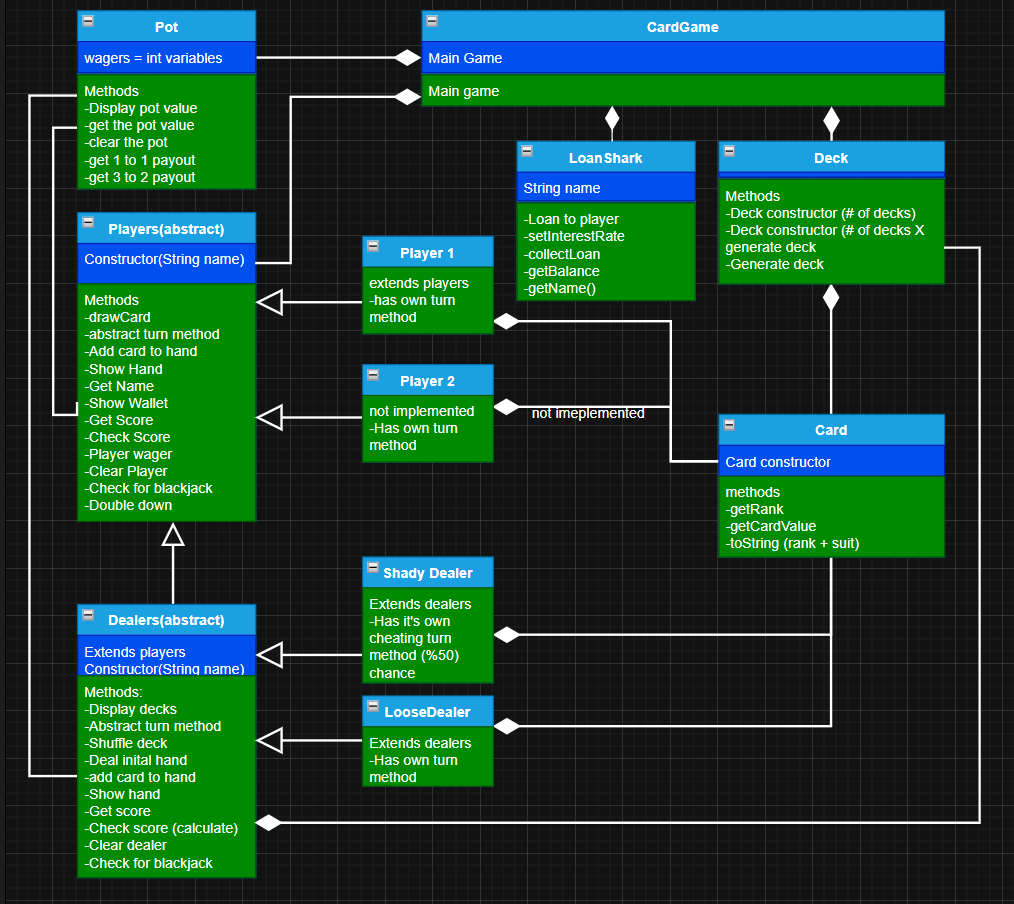 Pot
wagers = int variables
Methods
-Display pot value
-get the pot value
-clear the pot
-get 1 to 1 payout
-get 3 to 2 payout
CardGame
Main Game
Main game
LoanShark
String name
-Loan to player
-setInterestRate
-collectLoan
-getBalance
-getName()
Deck
Methods
-Deck constructor (# of decks)
-Deck constructor (# of decks X
generate deck
-Generate deck
Players(abstract)
Constructor(String name)
Methods
-drawCard
-abstract turn method
-Add card to hand
-Show Hand
-Get Name
-Show Wallet
-Get Score
-Check Score
-Player wager
-Clear Player
-Check for blackjack
-Double down
Player 1
extends players
-has own turn
method
Player 2
not implemented
-Has own turn
method
not imeplemented
Card
Card constructor
methods
-getRank
-getCardValue
-toString (rank + suit)
Shady Dealer
Extends dealers
-Has it's own
cheating turn
method (%50)
chance
Dealers(abstract)
Extends players
Constructor(String name)
Methods:
-Display decks
-Abstract turn method
-Shuffle deck
-Deal inital hand
-add card to hand
-Show hand
-Get score
-Check score (calculate)
-Clear dealer
-Check for blackjack
LooseDealer
Extends dealers
-Has own turn
method